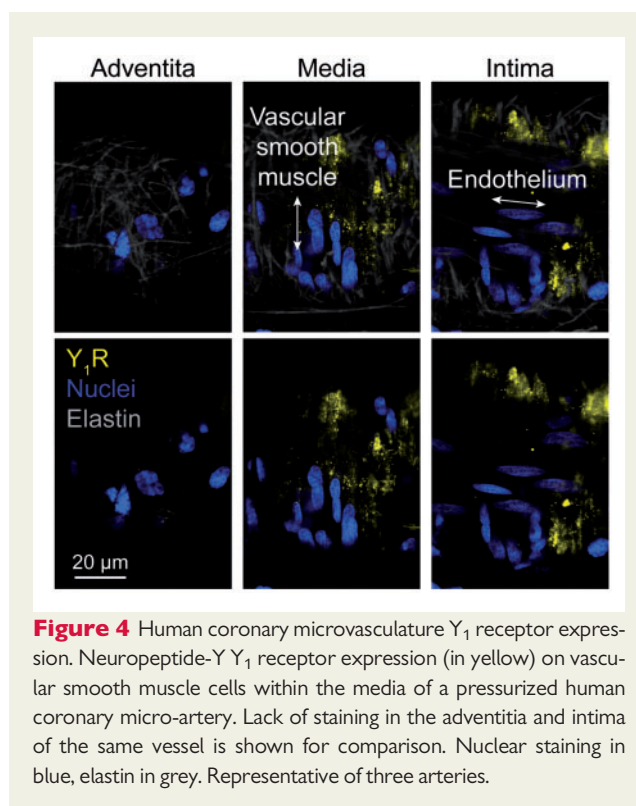 Adventita Media Intima
Vascular
smooth
muscle
Endothelium
Y₁R
Nuclei
Elastin
20 µm
Figure 4 Human coronary microvasculature Y₁ receptor expres-
sion. Neuropeptide-Y Y₁ receptor expression (in yellow) on vascu-
lar smooth muscle cells within the media of a pressurized human
coronary micro-artery. Lack of staining in the adventitia and intima
of the same vessel is shown for comparison. Nuclear staining in
blue, elastin in grey. Representative of three arteries.